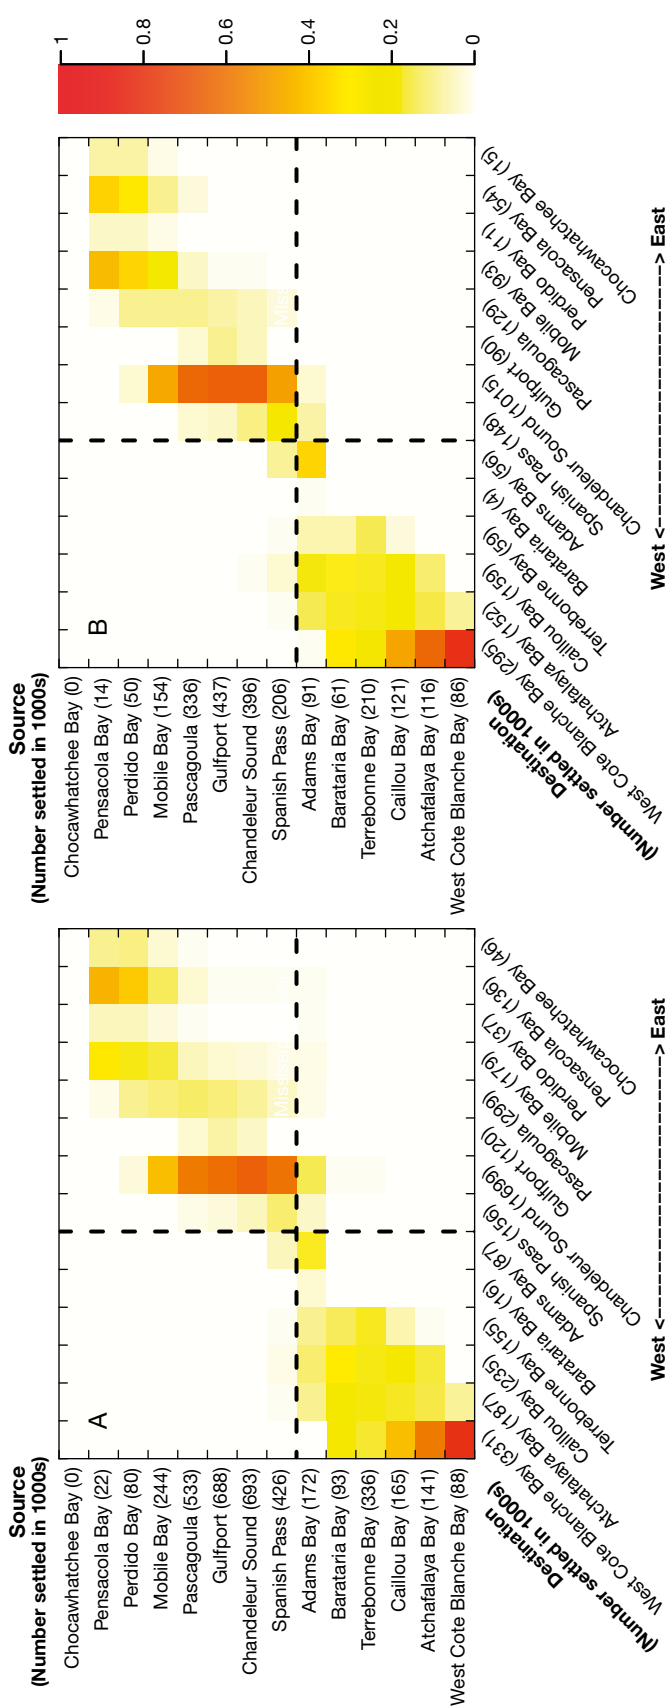 Source
(Number settled in 1000s)
A
Chocawhatchee Bay (0)
Pensacola Bay (22)
Perdido Bay (80)
Mobile Bay (244)
Pascagoula (533)
Gulfport (688)
Chandeleur Sound (693)
Spanish Pass (426)
Adams Bay (172)
Barataria Bay (93)
Terrebonne Bay (336)
Caillou Bay (165)
Atchafalaya Bay (141)
West Cote Blanche Bay (88)
Destination
(Number settled in 1000s)
West Cote Blanche Bay (331)
Atchafalaya Bay (187)
Caillou Bay (235)
Terrebonne Bay (155)
Barataria Bay (16)
Adams Bay (87)
Spanish Pass (156)
Chandeleur Sound (1699)
Gulfport (120)
Pascagoula (299)
Mobile Bay (179)
Perdido Bay (37)
Pensacola Bay (136)
Chocawhatchee Bay (46)
West <------------------------------> East
Source
(Number settled in 1000s)
B
Chocawhatchee Bay (0)
Pensacola Bay (14)
Perdido Bay (50)
Mobile Bay (154)
Pascagoula (336)
Gulfport (437)
Chandeleur Sound (396)
Spanish Pass (206)
Adams Bay (91)
Barataria Bay (61)
Terrebonne Bay (210)
Caillou Bay (121)
Atchafalaya Bay (116)
West Cote Blanche Bay (86)
Destination
(Number settled in 1000s)
West Cote Blanche Bay (295)
Atchafalaya Bay (152)
Caillou Bay (159)
Terrebonne Bay (59)
Barataria Bay (4)
Adams Bay (56)
Spanish Pass (148)
Chandeleur Sound (1015)
Gulfport (90)
Pascagoula (129)
Mobile Bay (93)
Perdido Bay (11)
Pensacola Bay (54)
Chocawhatchee Bay (15)
West <------------------------------> East
1
0.8
0.6
0.4
0.2
0